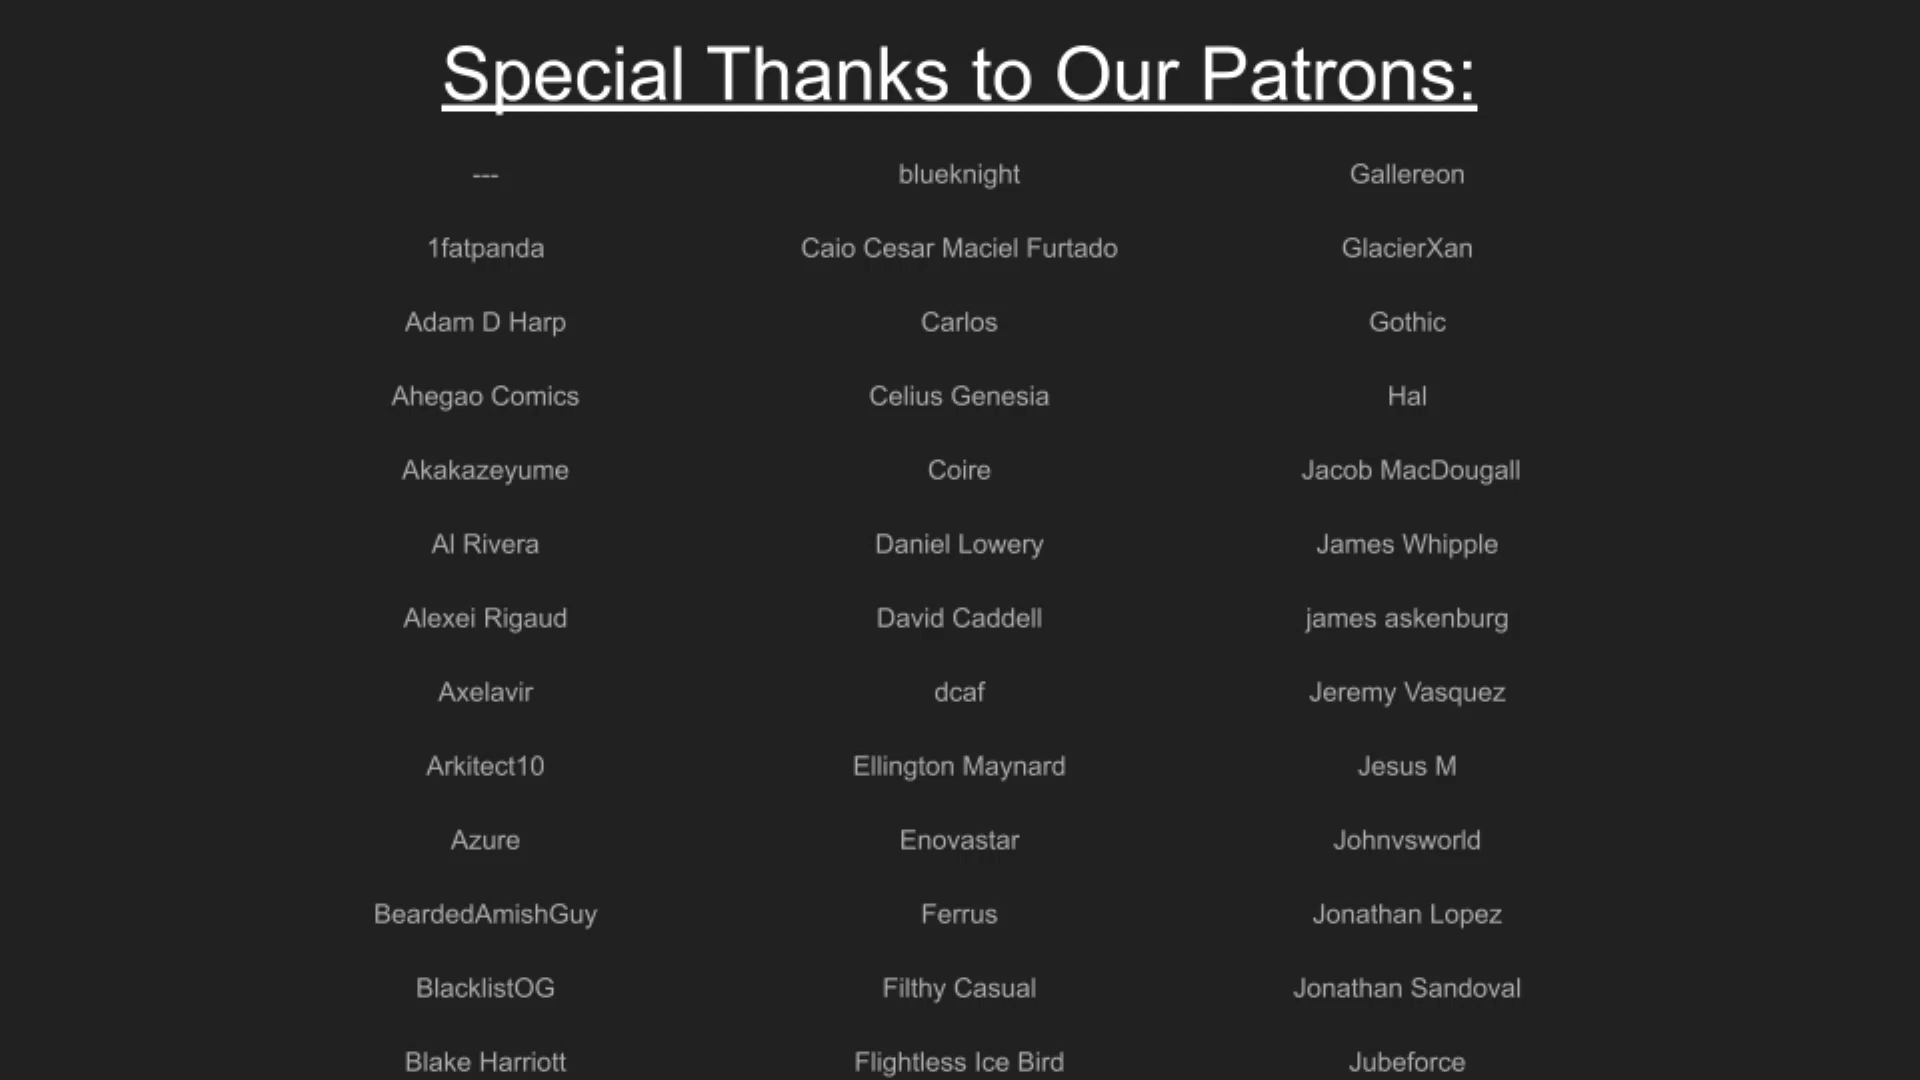 Special Thanks to Our Patrons:
--- blueknight Gallereon
1fatpanda Caio Cesar Maciel Furtado GlacierXan
Adam D Harp Carlos Gothic
Ahegao Comics Celius Genesia Hal
Akakazeyume Coire Jacob MacDougall
Al Rivera Daniel Lowery James Whipple
Alexei Rigaud David Caddell james askenburg
Axelavir dcaf Jeremy Vasquez
Arkitect10 Ellington Maynard Jesus M
Azure Enovastar Johnvsworld
BeardedAmishGuy Ferrus Jonathan Lopez
BlacklistOG Filthy Casual Jonathan Sandoval
Blake Harriott Flightless Ice Bird Jubeforce